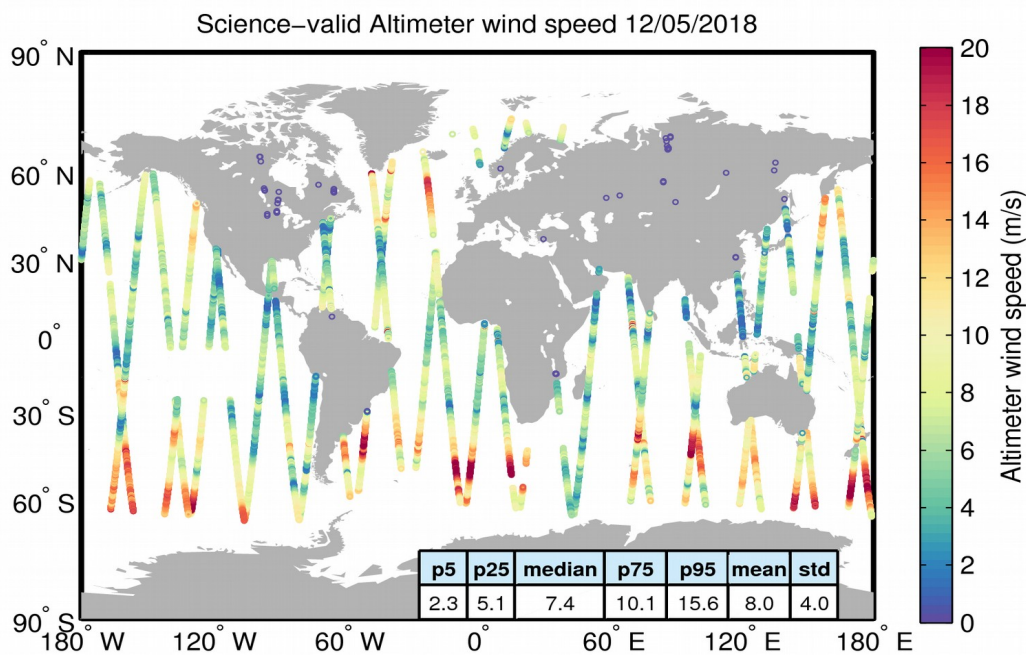 Science−valid Altimeter wind speed 12/05/2018
90° N
60° N
30° N
0°
30° S
60° S
90° S
180° W
120° W
60° W
0°
60° E
120° E
180° E
p5 p25 median p75 p95 mean std
2.3 5.1 7.4 10.1 15.6 8.0 4.0
20
18
16
14
12
10
8
6
4
2
0
Altimeter wind speed (m/s)